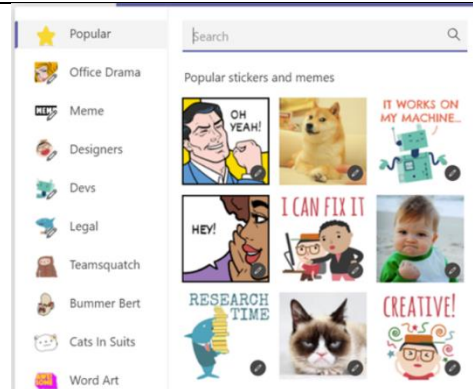 Popular
Office Drama
Meme
Designers
Devs
Legal
Teamsquatch
Bummer Bert
Cats In Suits
Word Art
Search
Popular stickers and memes
OH
YEAH!
IT WORKS ON
MY MACHINE...
HEY!
I CAN FIX IT
RESEARCH
TIME
CREATIVE!